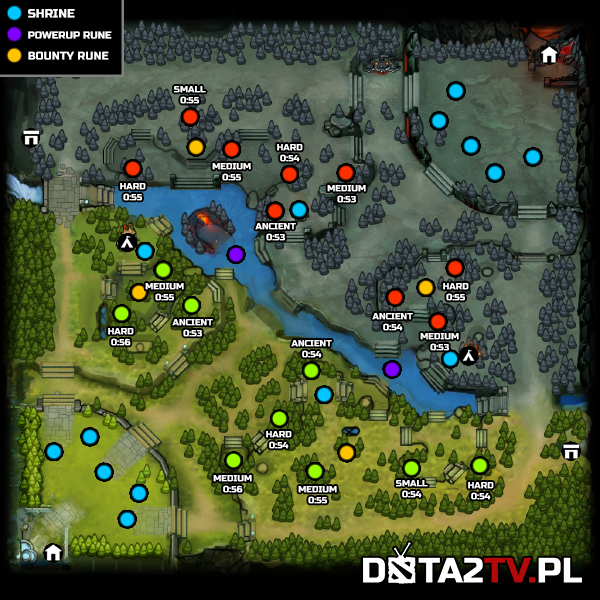 SHRINE
POWERUP RUNE
BOUNTY RUNE
SMALL
0:55
MEDIUM
0:55
HARD
0:54
HARD
0:55
MEDIUM
0:53
ANCIENT
0:53
MEDIUM
0:55
HARD
0:55
ANCIENT
0:54
HARD
0:56
ANCIENT
0:53
MEDIUM
0:53
ANCIENT
0:54
HARD
0:54
MEDIUM
0:56
MEDIUM
0:55
SMALL
0:54
HARD
0:54
DOTA2TV.PL